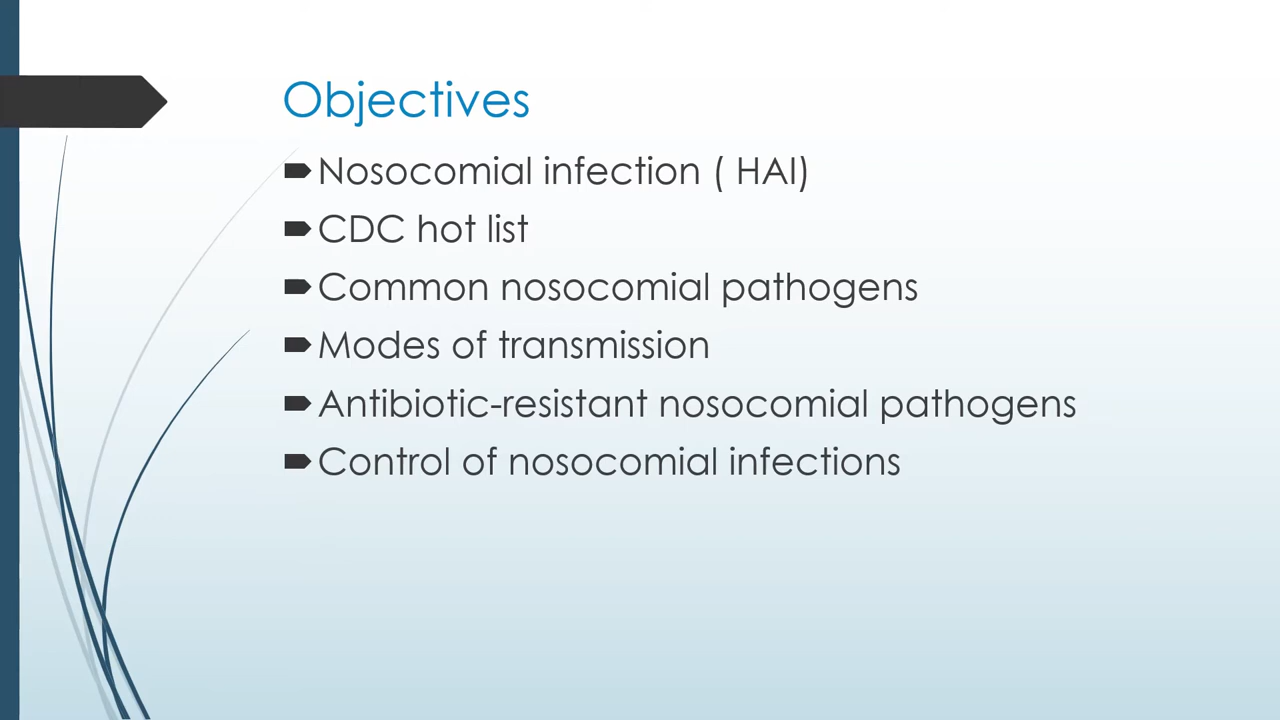 Objectives
Nosocomial infection ( HAI)
CDC hot list
Common nosocomial pathogens
Modes of transmission
Antibiotic-resistant nosocomial pathogens
Control of nosocomial infections